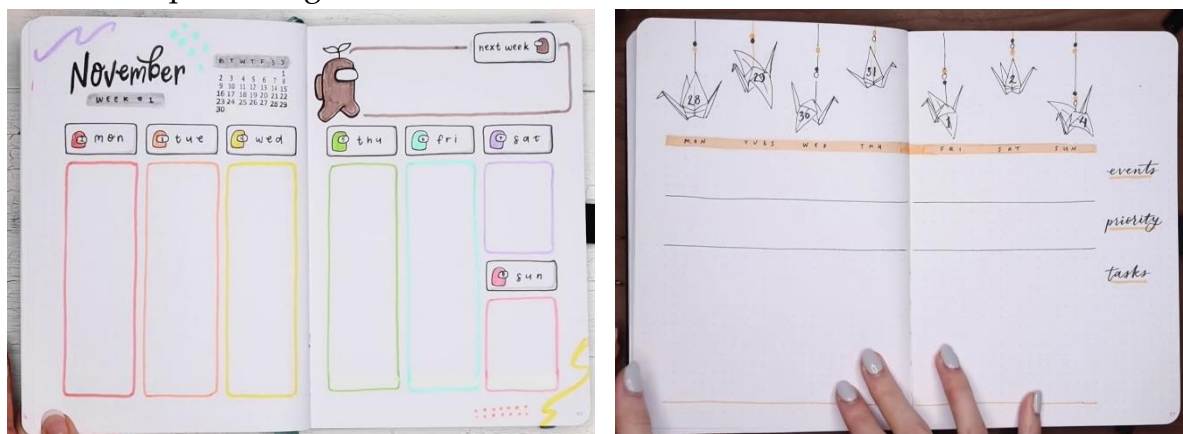 November
WEEK #1
M T W T F S S
1
2 3 4 5 6 7 8
9 10 11 12 13 14 15
16 17 18 19 20 21 22
23 24 25 26 27 28 29
30
next week
mon tue wed
thu fri sat
sun
28 29 30 31 2
MON TUES WED THU FRI SAT SUN
events
priority
tasks